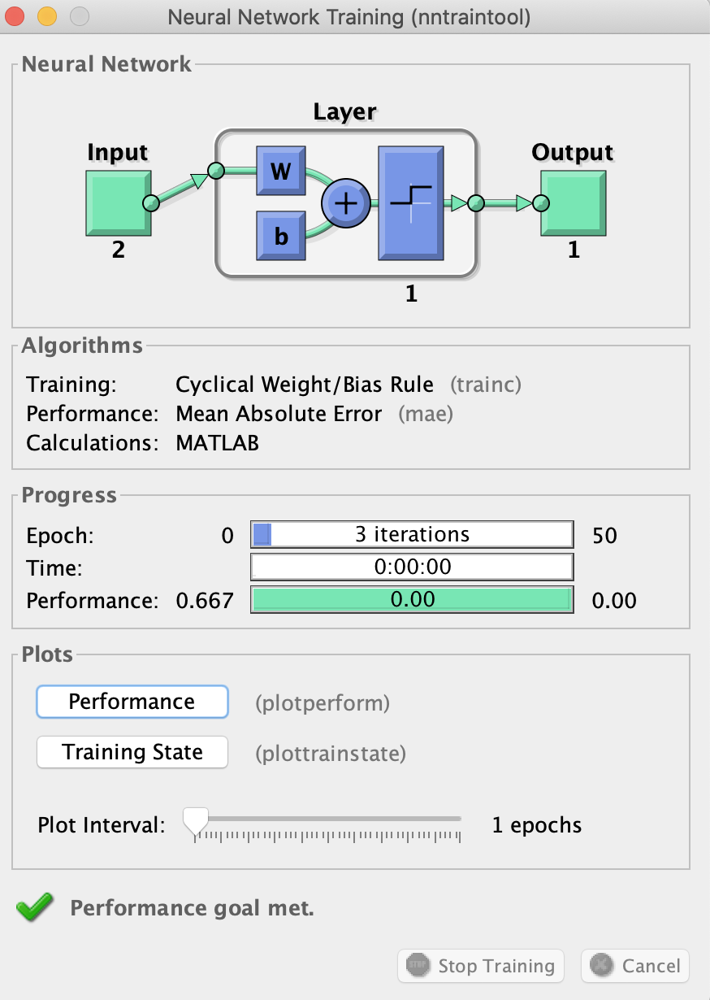 Neural Network Training (nntraintool)
Neural Network
Layer
Input
Output
W
b
2
1
1
Algorithms
Training: Cyclical Weight/Bias Rule (trainc)
Performance: Mean Absolute Error (mae)
Calculations: MATLAB
Progress
Epoch: 0 3 iterations 50
Time: 0:00:00
Performance: 0.667 0.00 0.00
Plots
Performance (plotperform)
Training State (plottrainstate)
Plot Interval: 1 epochs
Performance goal met.
STOP Stop Training Cancel